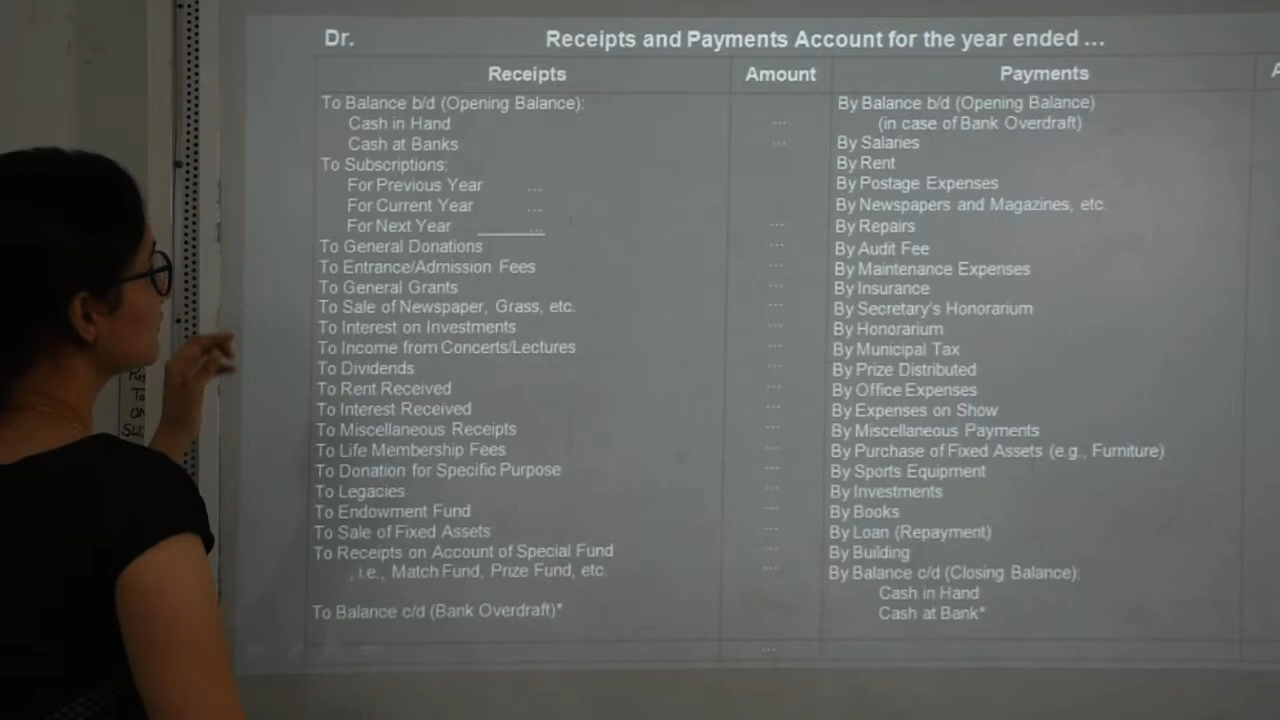 Dr. Receipts and Payments Account for the year ended ...
Receipts Amount Payments A
To Balance b/d (Opening Balance): By Balance b/d (Opening Balance)
Cash in Hand ... (in case of Bank Overdraft)
Cash at Banks ... By Salaries
To Subscriptions: By Rent
For Previous Year ... By Postage Expenses
For Current Year ... By Newspapers and Magazines, etc.
For Next Year ... ... By Repairs
To General Donations ... By Audit Fee
To Entrance/Admission Fees ... By Maintenance Expenses
To General Grants ... By Insurance
To Sale of Newspaper, Grass, etc. ... By Secretary's Honorarium
To Interest on Investments ... By Honorarium
To Income from Concerts/Lectures ... By Municipal Tax
To Dividends ... By Prize Distributed
To Rent Received ... By Office Expenses
To Interest Received ... By Expenses on Show
To Miscellaneous Receipts ... By Miscellaneous Payments
To Life Membership Fees ... By Purchase of Fixed Assets (e.g., Furniture)
To Donation for Specific Purpose ... By Sports Equipment
To Legacies ... By Investments
To Endowment Fund ... By Books
To Sale of Fixed Assets ... By Loan (Repayment)
To Receipts on Account of Special Fund ... By Building
, i.e., Match Fund, Prize Fund, etc. ... By Balance c/d (Closing Balance):
Cash in Hand
To Balance c/d (Bank Overdraft)* Cash at Bank*
...
To
ON